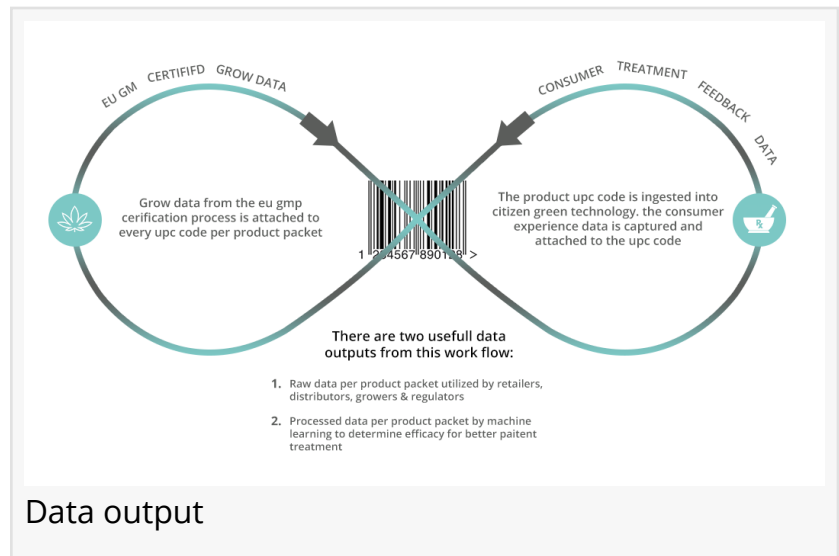 EU GM CERTIFIFD GROW DATA
CONSUMER TREATMENT FEEDBACK DATA
Grow data from the eu gmp
cerification process is attached to
every upc code per product packet
The product upc code is ingested into
citizen green technology. the consumer
experience data is captured and
attached to the upc code
Rx
1 234567 890128 >
There are two usefull data
outputs from this work flow:
1. Raw data per product packet utilized by retailers,
distributors, growers & regulators
2. Processed data per product packet by machine
learning to determine efficacy for better paitent
treatment
Data output